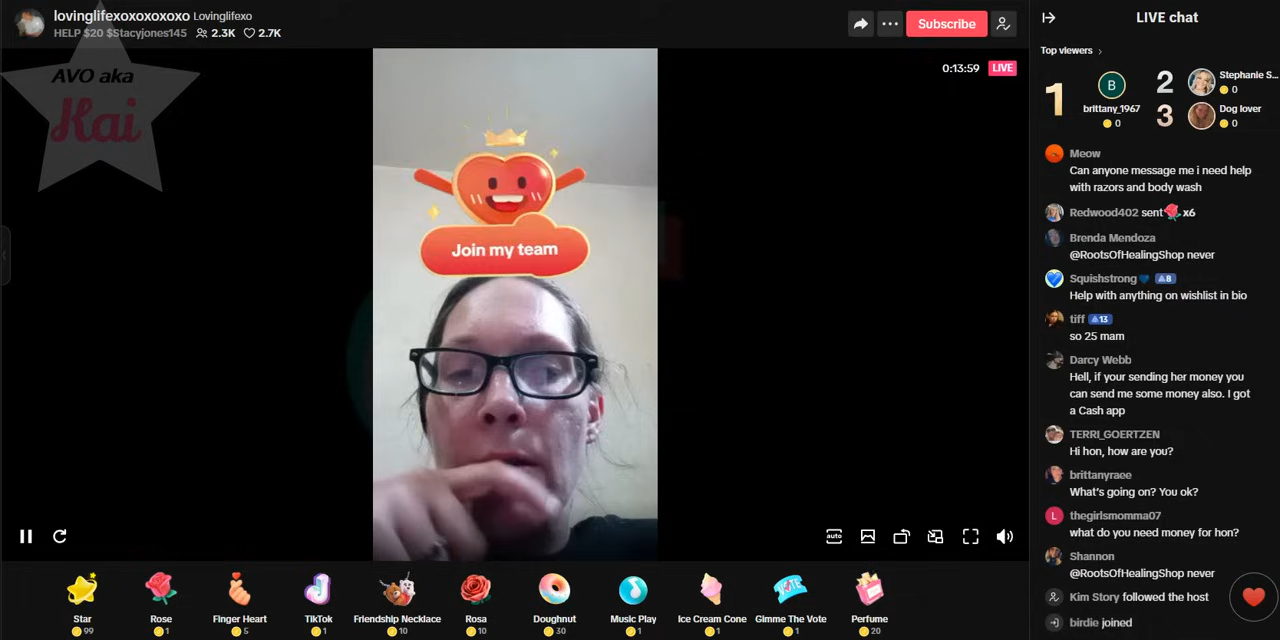 lovinglifexoxoxoxoxo Lovinglifexo
HELP $20 $Stacyjones145 2.3K 2.7K
Subscribe
AVO aka
Kai
0:13:59 LIVE
Join my team
auto
Star
99
Rose
1
Finger Heart
5
TikTok
1
Friendship Necklace
10
Rosa
10
Doughnut
30
Music Play
1
Ice Cream Cone
1
VOTE
Gimme The Vote
1
Perfume
20
LIVE chat
Top viewers
1
B
brittany_1967
0
2
Stephanie S...
0
3
Dog lover
0
Meow
Can anyone message me i need help
with razors and body wash
Redwood402 sent x6
Brenda Mendoza
@RootsOfHealingShop never
Squishstrong 8
Help with anything on wishlist in bio
tiff 13
so 25 mam
Darcy Webb
Hell, if your sending her money you
can send me some money also. I got
a Cash app
TERRI_GOERTZEN
Hi hon, how are you?
brittanyraee
What's going on? You ok?
L thegirlsmomma07
what do you need money for hon?
Shannon
@RootsOfHealingShop never
Kim Story followed the host
birdie joined